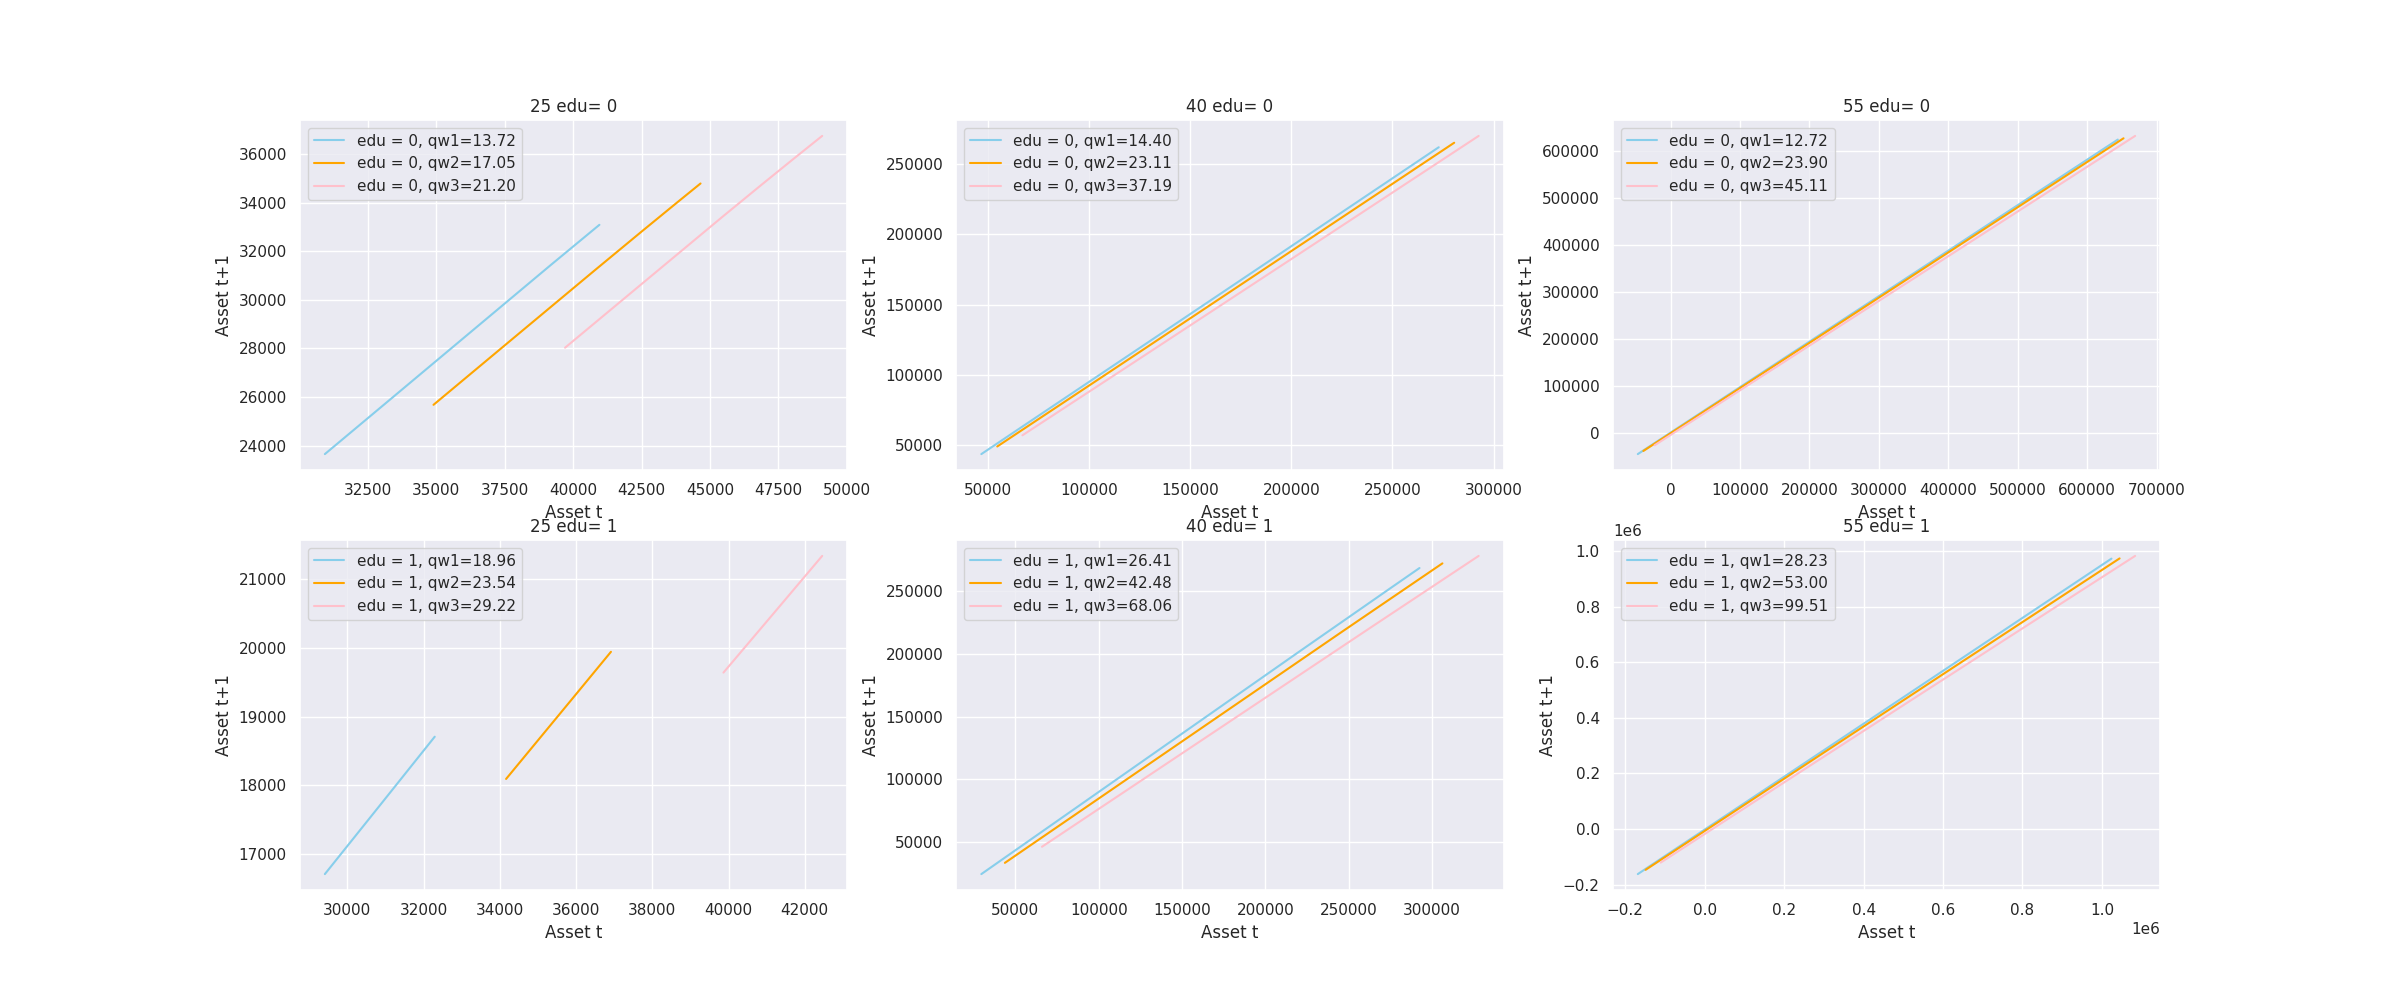 25 edu= 0
edu = 0, qw1=13.72
edu = 0, qw2=17.05
edu = 0, qw3=21.20
36000
34000
32000
30000
28000
26000
24000
Asset t+1
32500 35000 37500 40000 42500 45000 47500 50000
Asset t
40 edu= 0
edu = 0, qw1=14.40
edu = 0, qw2=23.11
edu = 0, qw3=37.19
250000
200000
150000
100000
50000
Asset t+1
50000 100000 150000 200000 250000 300000
Asset t
55 edu= 0
edu = 0, qw1=12.72
edu = 0, qw2=23.90
edu = 0, qw3=45.11
600000
500000
400000
300000
200000
100000
0
Asset t+1
0 100000 200000 300000 400000 500000 600000 700000
Asset t
25 edu= 1
edu = 1, qw1=18.96
edu = 1, qw2=23.54
edu = 1, qw3=29.22
21000
20000
19000
18000
17000
Asset t+1
30000 32000 34000 36000 38000 40000 42000
Asset t
40 edu= 1
edu = 1, qw1=26.41
edu = 1, qw2=42.48
edu = 1, qw3=68.06
250000
200000
150000
100000
50000
Asset t+1
50000 100000 150000 200000 250000 300000
Asset t
55 edu= 1
1e6
edu = 1, qw1=28.23
edu = 1, qw2=53.00
edu = 1, qw3=99.51
1.0
0.8
0.6
0.4
0.2
0.0
−0.2
Asset t+1
−0.2 0.0 0.2 0.4 0.6 0.8 1.0
Asset t
1e6